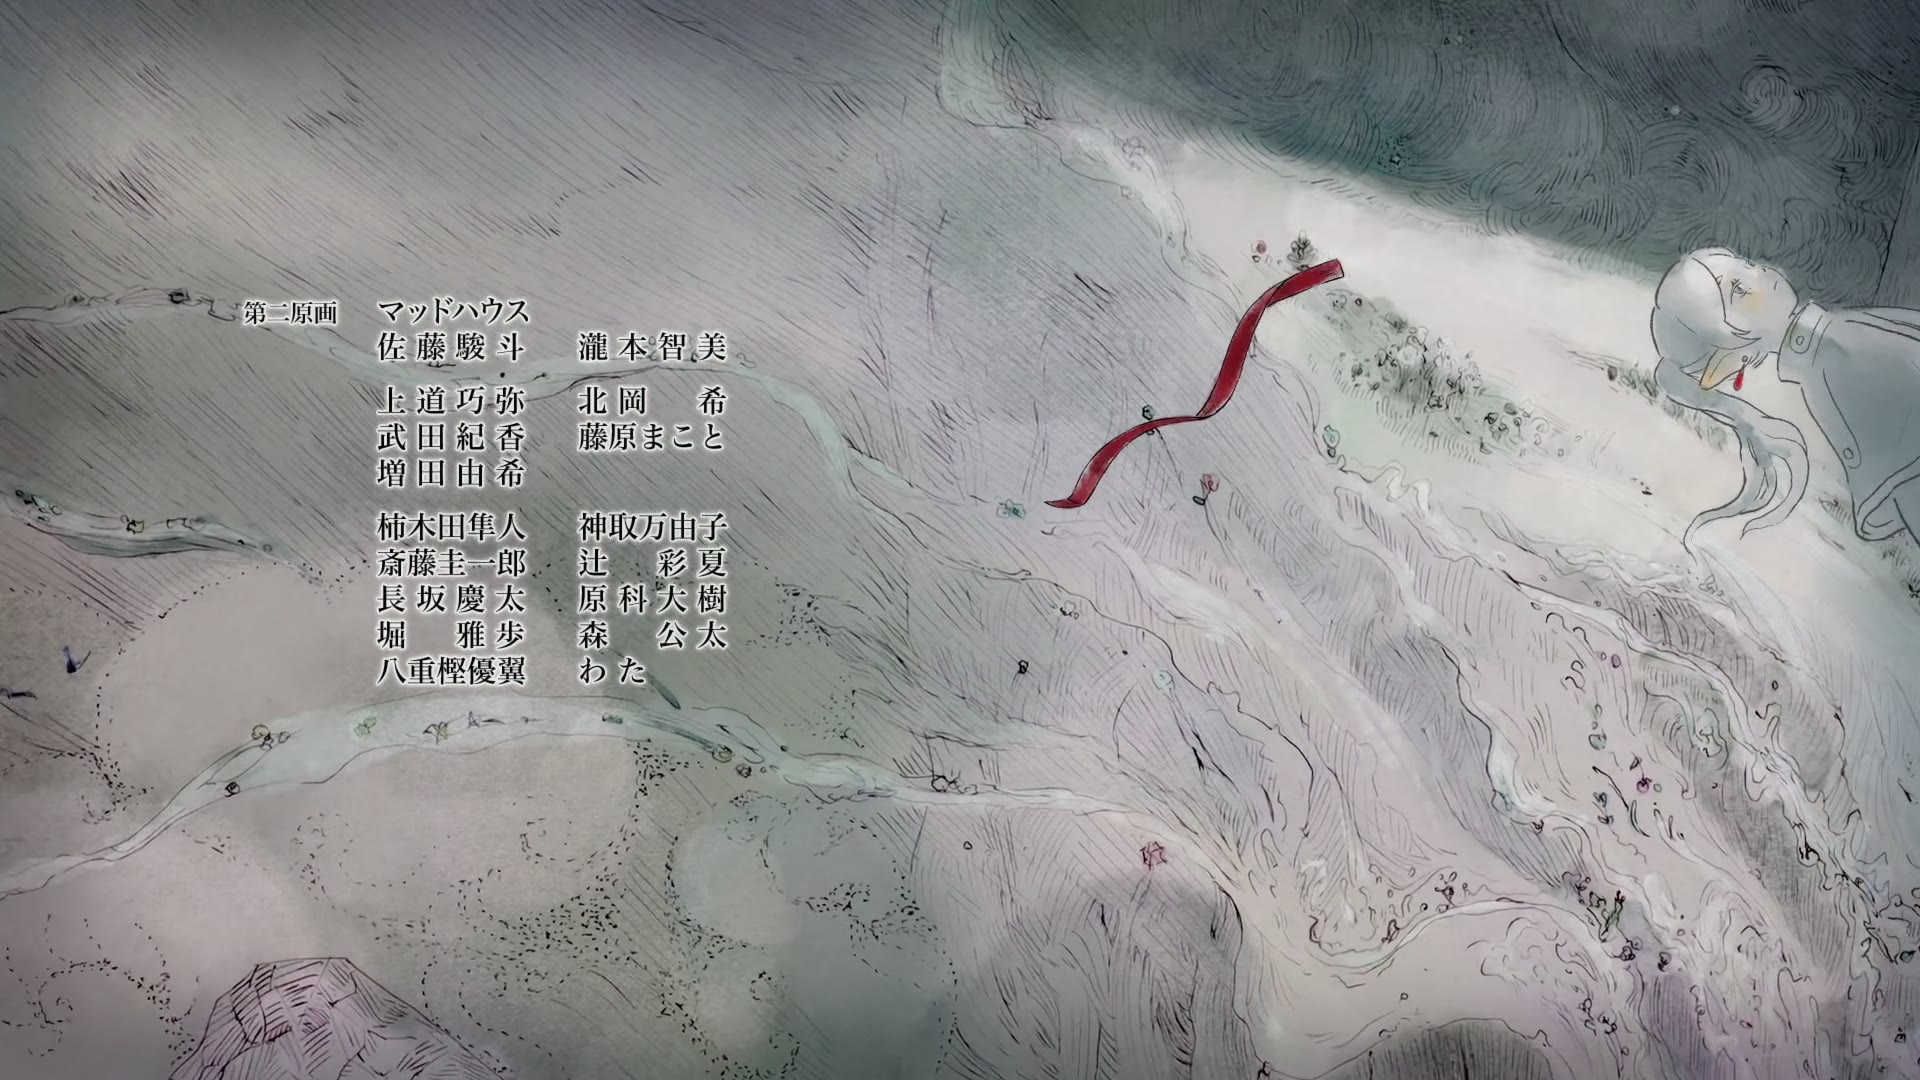 第二原画 マッドハウス
佐藤駿斗 瀧本智美
上道巧弥 北岡 希
武田紀香 藤原まこと
増田由希
柿木田隼人 神取万由子
斎藤圭一郎 辻 彩夏
長坂慶太 原科大樹
堀 雅歩 森 公太
八重樫優翼 わた